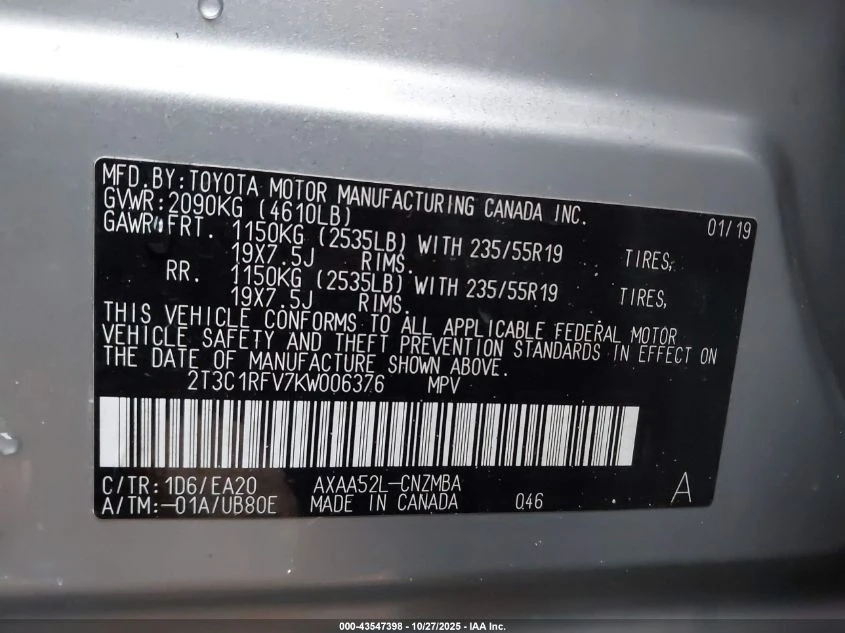 MFD.BY:TOYOTA MOTOR MANUFACTURING CANADA INC. 01/19
GVWR:2090KG (4610LB)
GAWR:FRT. 1150KG (2535LB) WITH 235/55R19 TIRES,
19X7.5J RIMS.
RR. 1150KG (2535LB) WITH 235/55R19 TIRES,
19X7.5J RIMS.
THIS VEHICLE CONFORMS TO ALL APPLICABLE FEDERAL MOTOR
VEHICLE SAFETY AND THEFT PREVENTION STANDARDS IN EFFECT ON
THE DATE OF MANUFACTURE SHOWN ABOVE.
2T3C1RFV7KW006376 MPV
C/TR:1D6/EA20 AXAA52L-CNZMBA A
A/TM:-01A/UB80E MADE IN CANADA 046
000-43547398 - 10/27/2025 - IAA Inc.